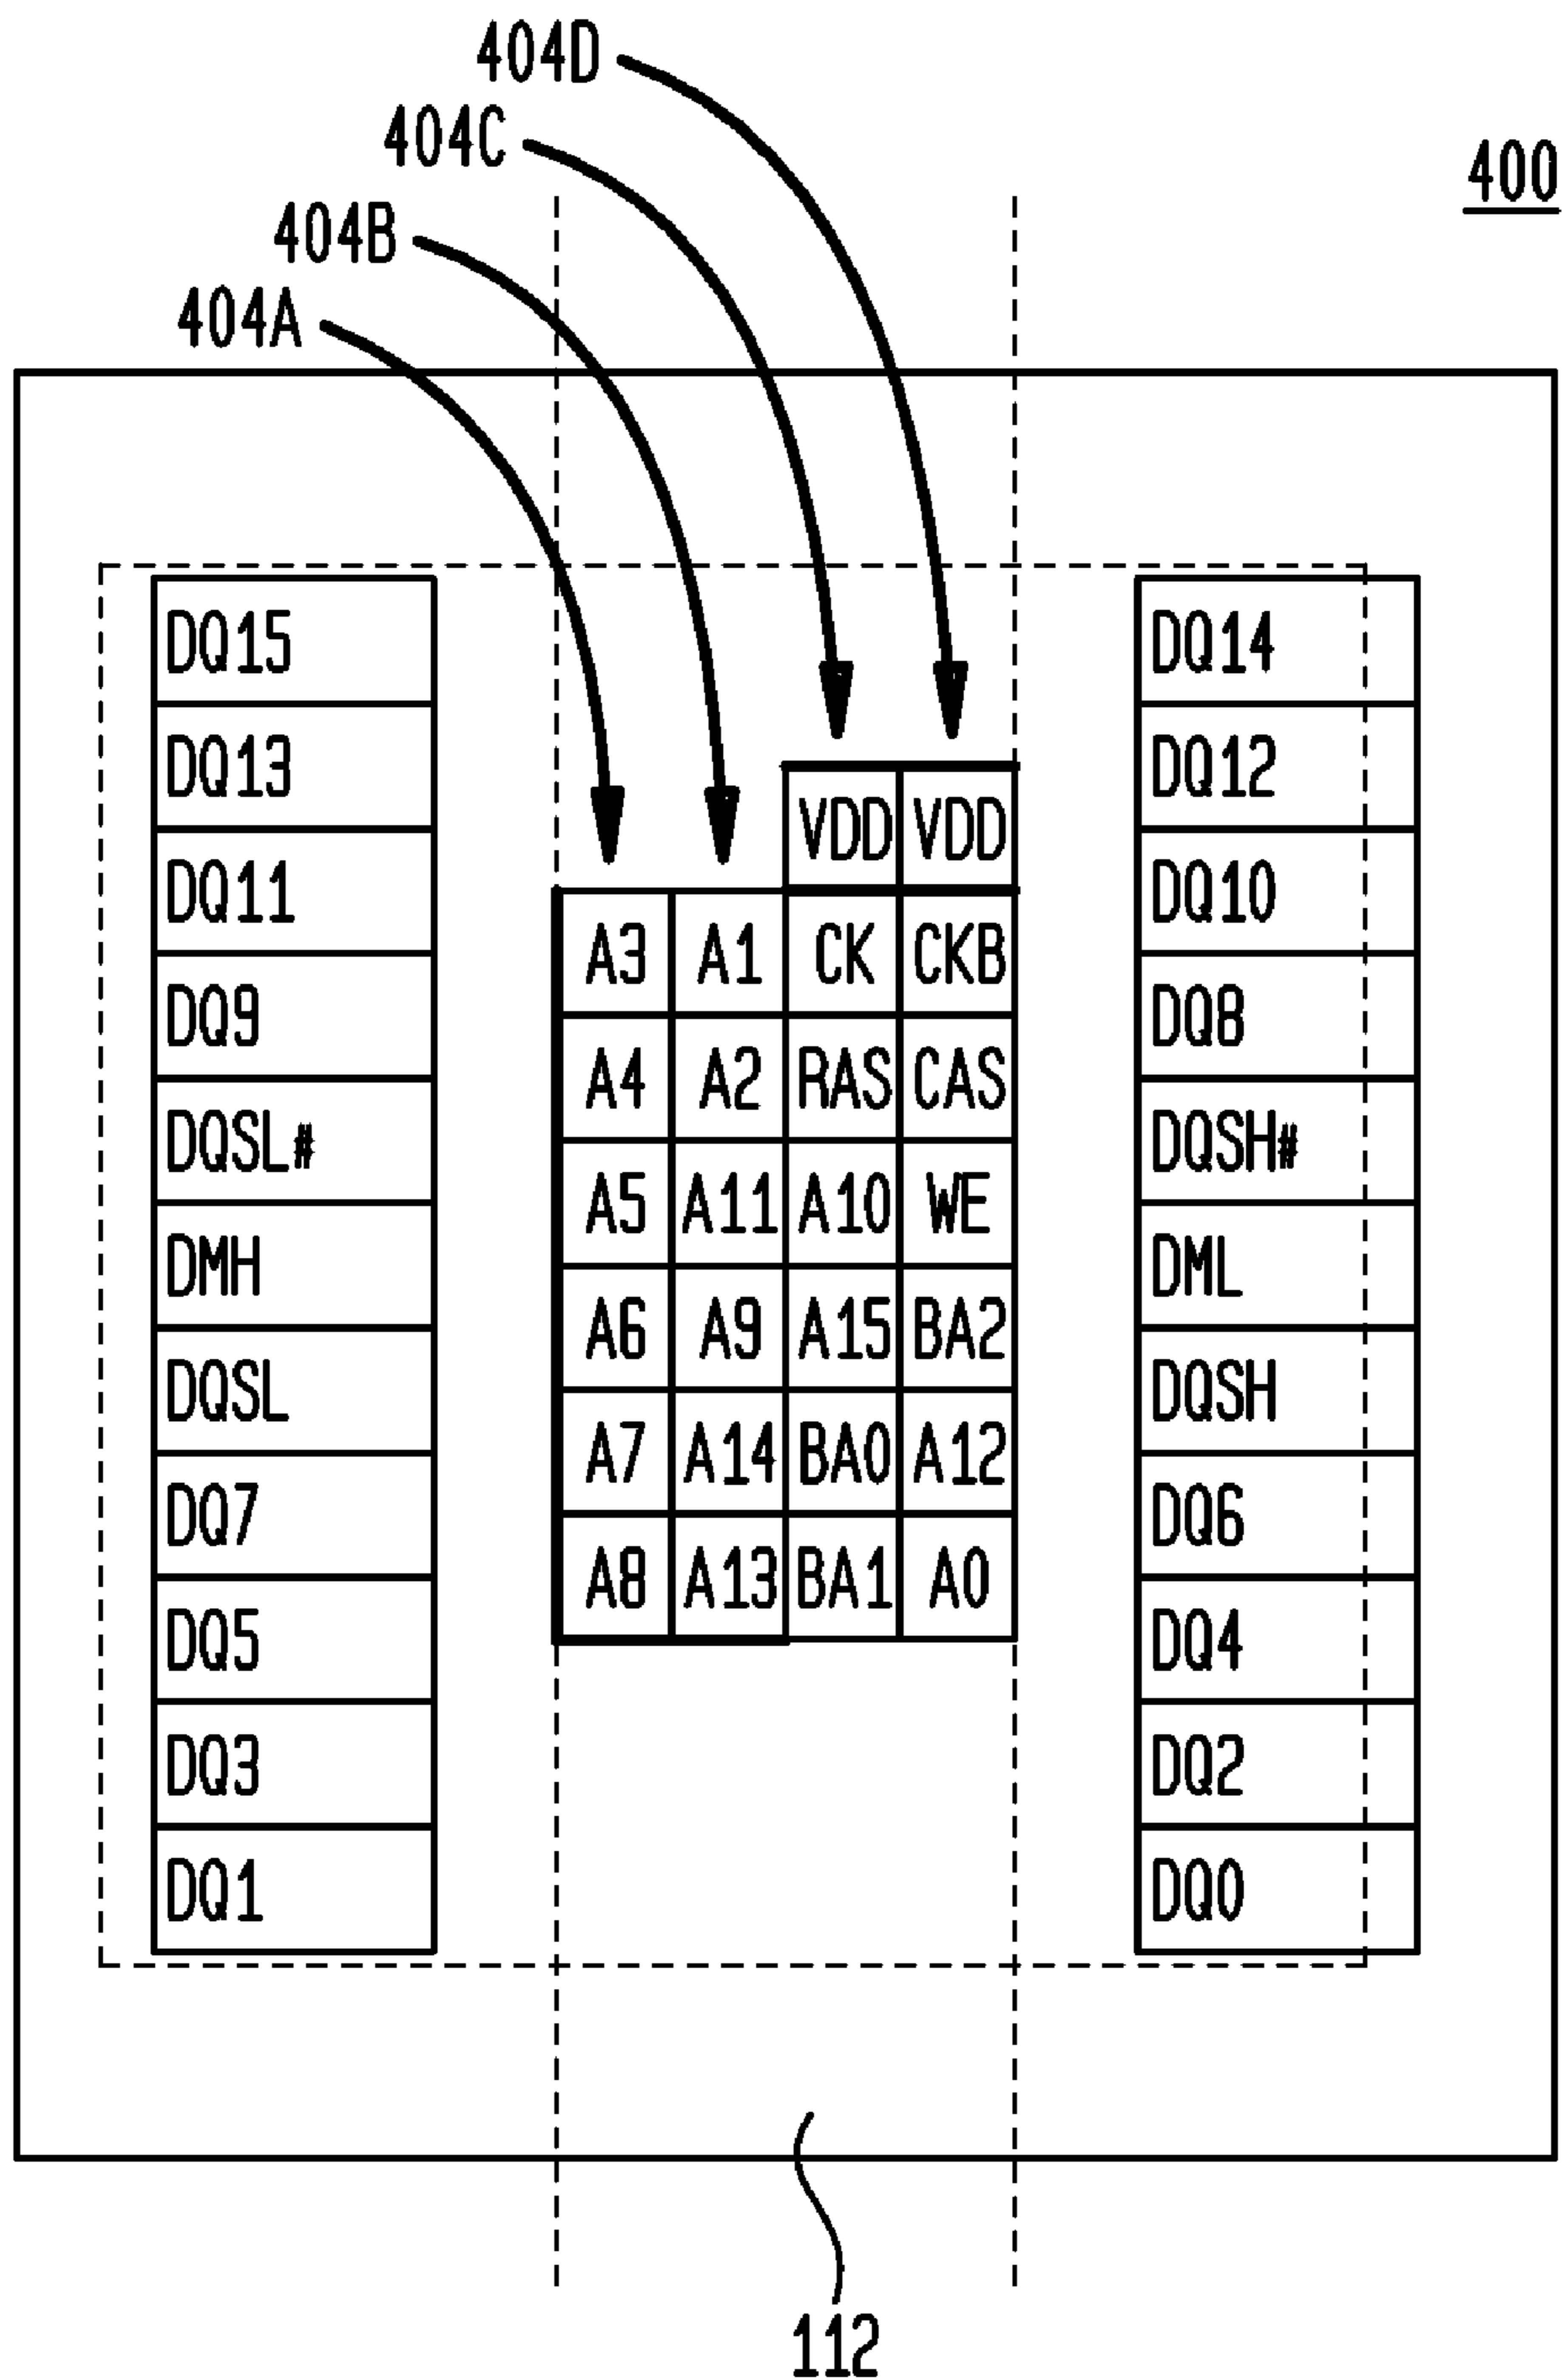 404D
404C
400
404B
404A
DQ15 DQ14
DQ13 VDD VDD DQ12
DQ11 A3 A1 CK CKB DQ10
DQ9 A4 A2 RAS CAS DQ8
DQSL# A5 A11 A10 WE DQSH#
DMH A6 A9 A15 BA2 DML
DQSL A7 A14 BA0 A12 DQSH
DQ7 A8 A13 BA1 A0 DQ6
DQ5 DQ4
DQ3 DQ2
DQ1 DQ0
112